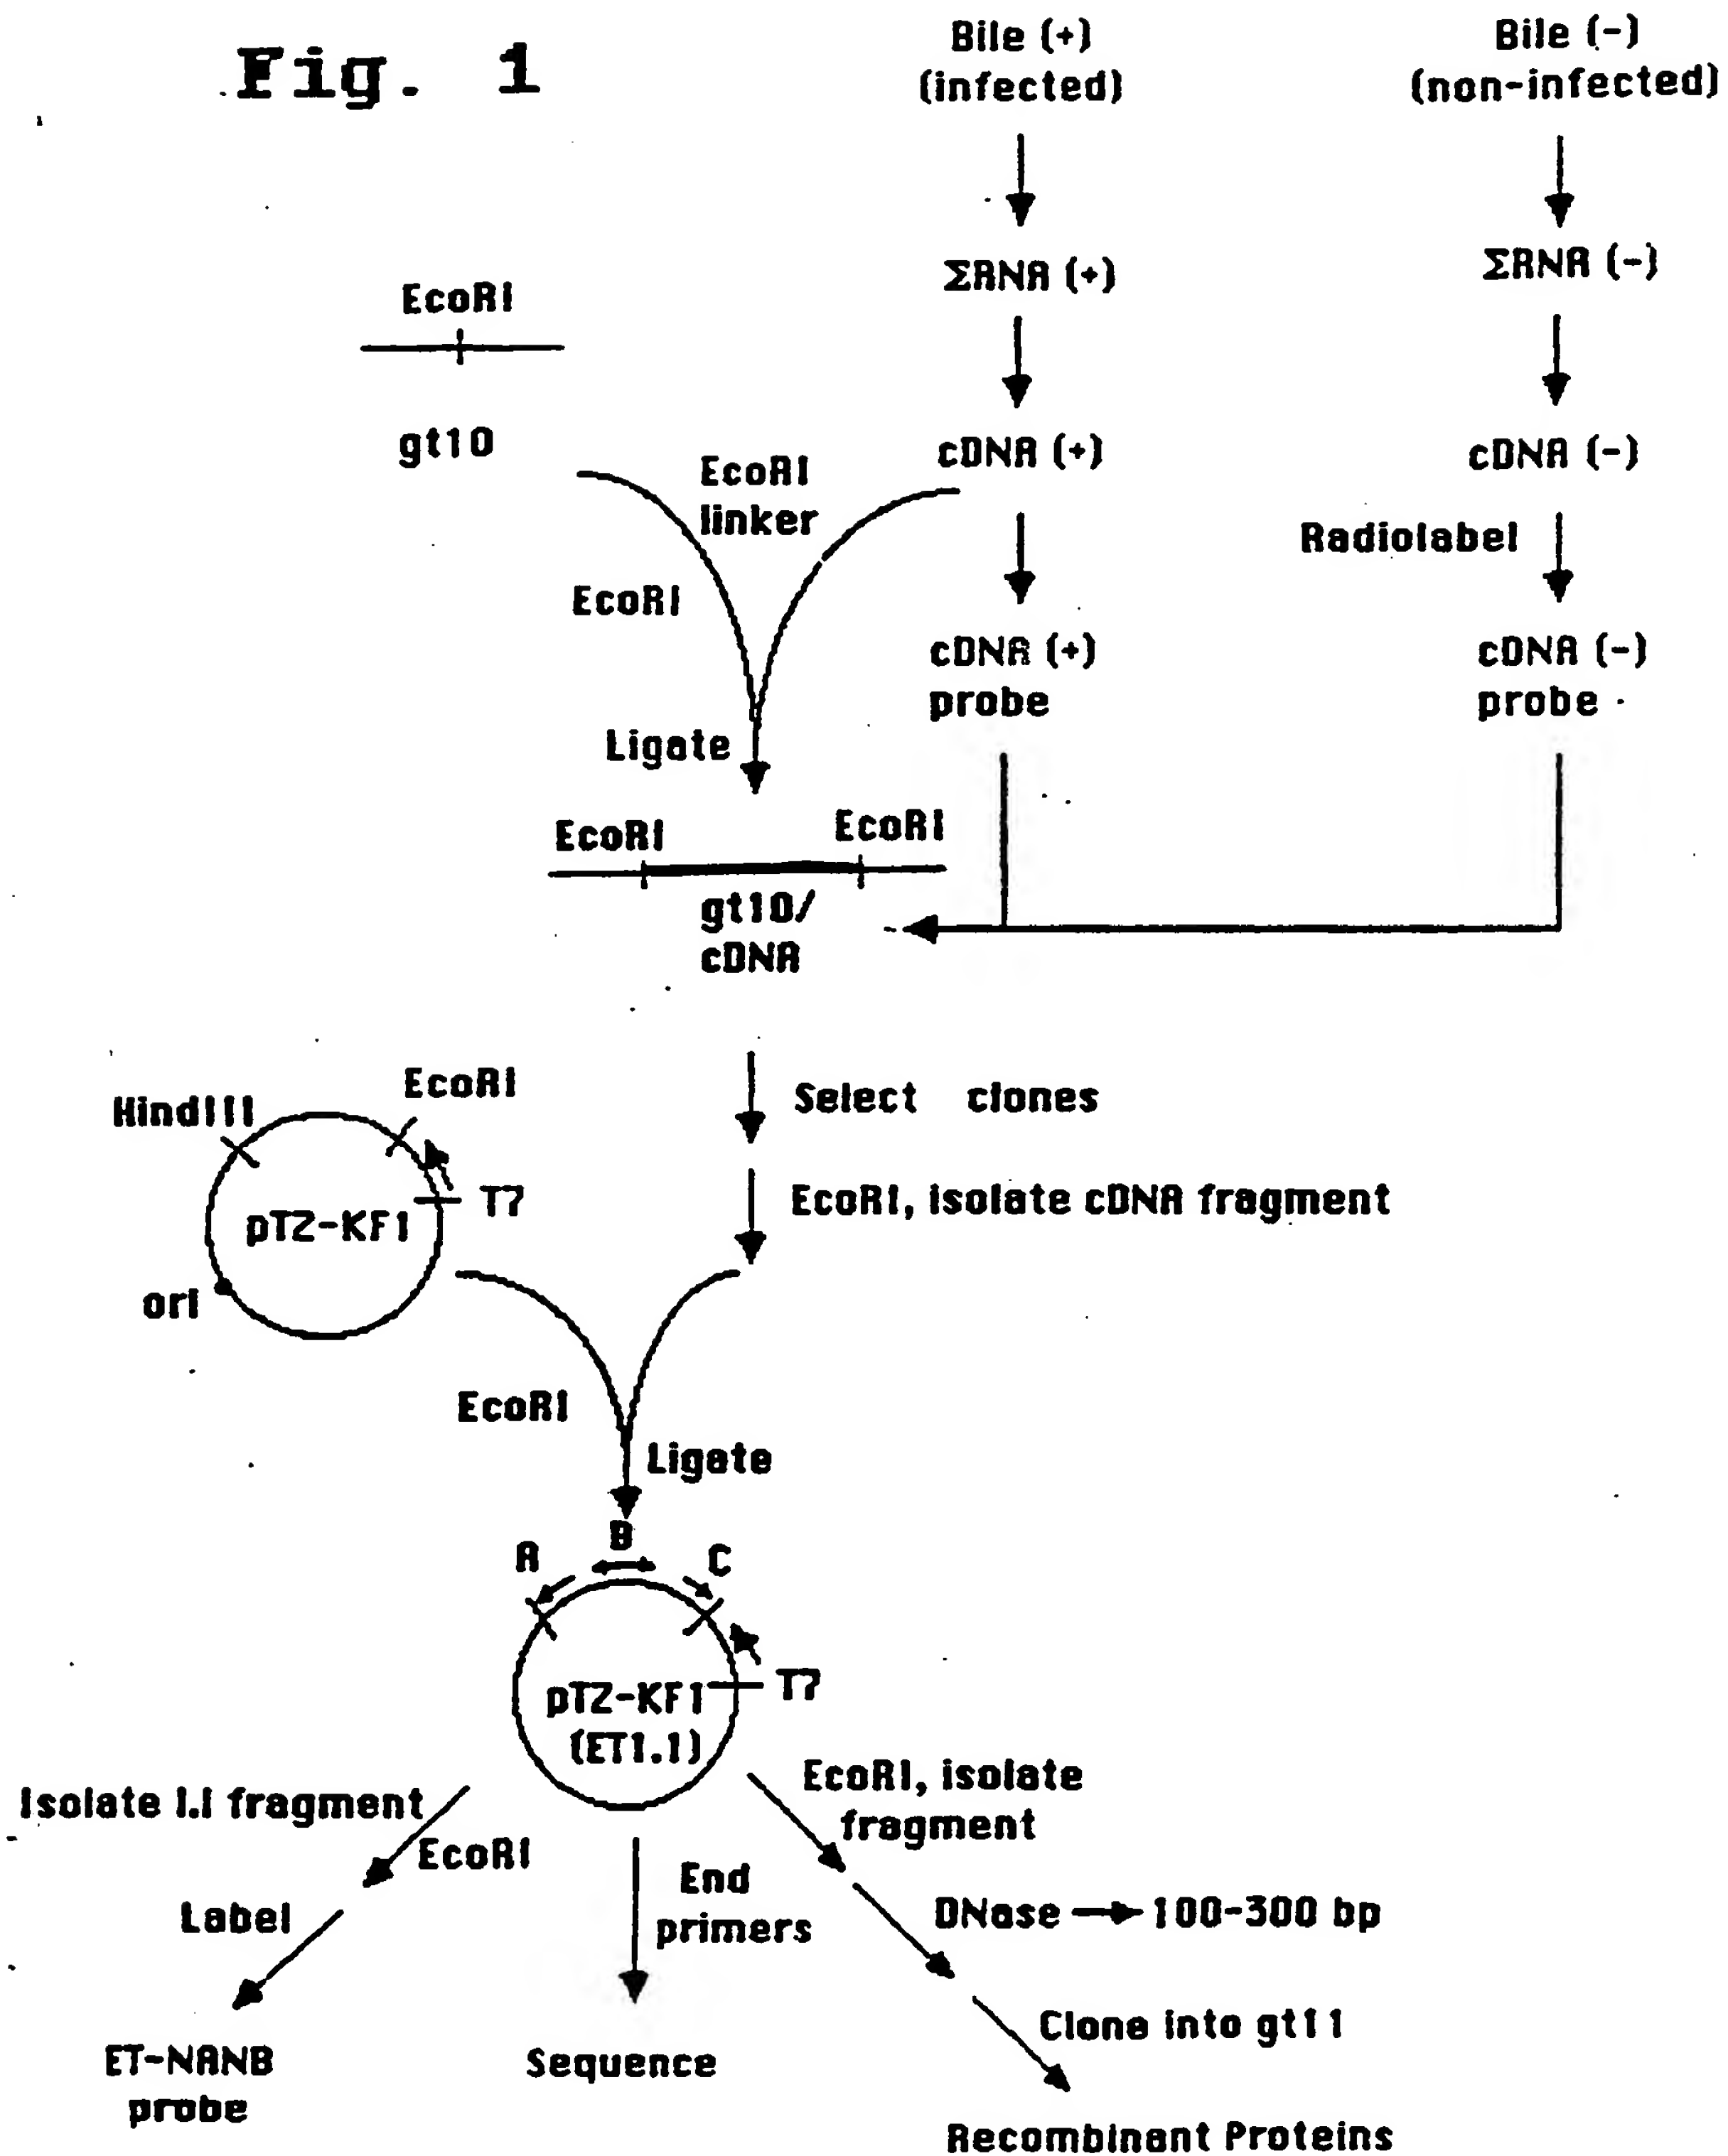 Fig. 1
Bile (+)
(infected)
Bile (-)
(non-infected)
ΣRNA (+)
ΣRNA (-)
EcoRI
gt10
cDNA (+)
cDNA (-)
EcoRI
linker
Radiolabel
EcoRI
cDNA (+)
probe
cDNA (-)
probe
Ligate
EcoRI
EcoRI
gt10/
cDNA
Select clones
EcoRI, isolate cDNA fragment
HindIII
EcoRI
T7
pTZ-KF1
ori
EcoRI
Ligate
A
B
C
T7
pTZ-KF1
(ET1.1)
Isolate 1.1 fragment
EcoRI
Label
ET-NANB
probe
End
primers
Sequence
EcoRI, isolate
fragment
DNase → 100-300 bp
Clone into gt11
Recombinant Proteins